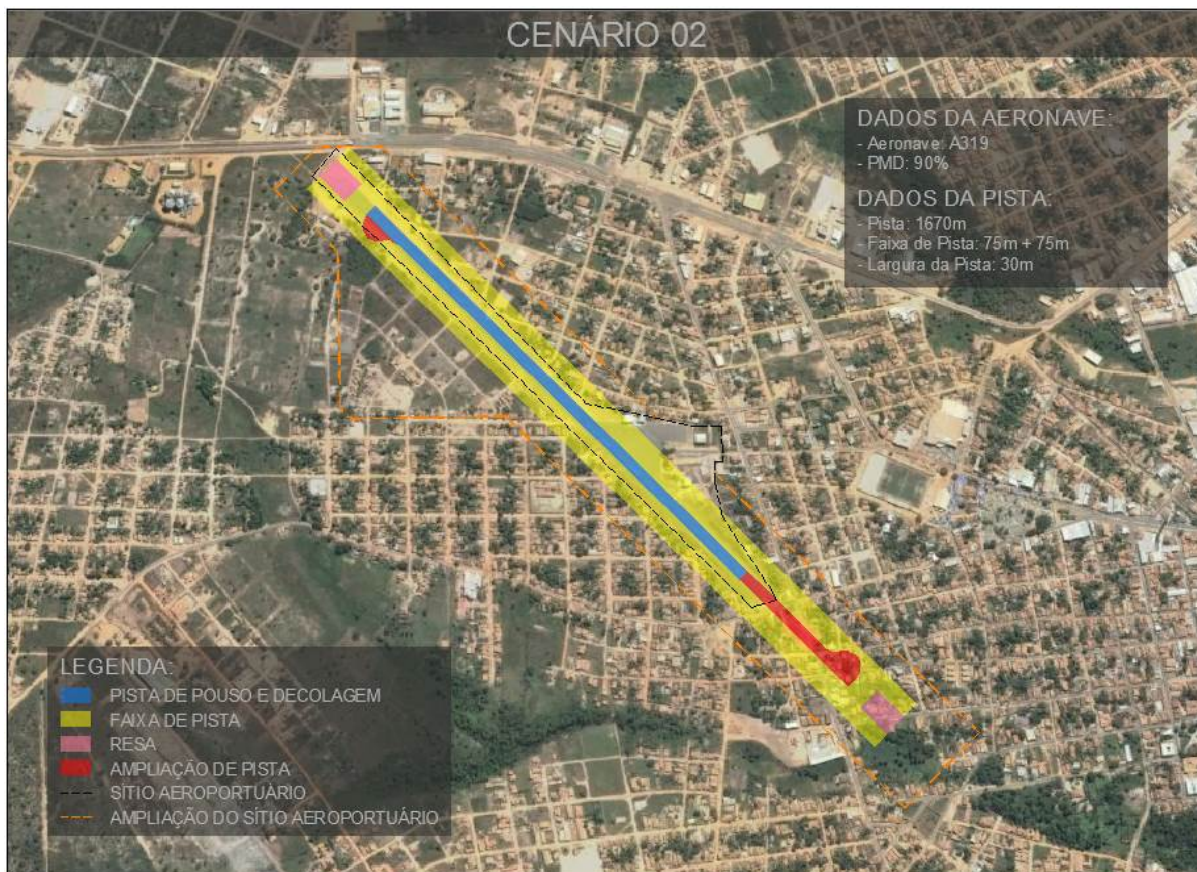 CENÁRIO 02
DADOS DA AERONAVE:
- Aeronave: A319
- PMD: 90%
DADOS DA PISTA:
- Pista: 1670m
- Faixa de Pista: 75m + 75m
- Largura da Pista: 30m
LEGENDA:
PISTA DE POUSO E DECOLAGEM
FAIXA DE PISTA
RESA
AMPLIAÇÃO DE PISTA
SÍTIO AEROPORTUÁRIO
AMPLIAÇÃO DO SÍTIO AEROPORTUÁRIO